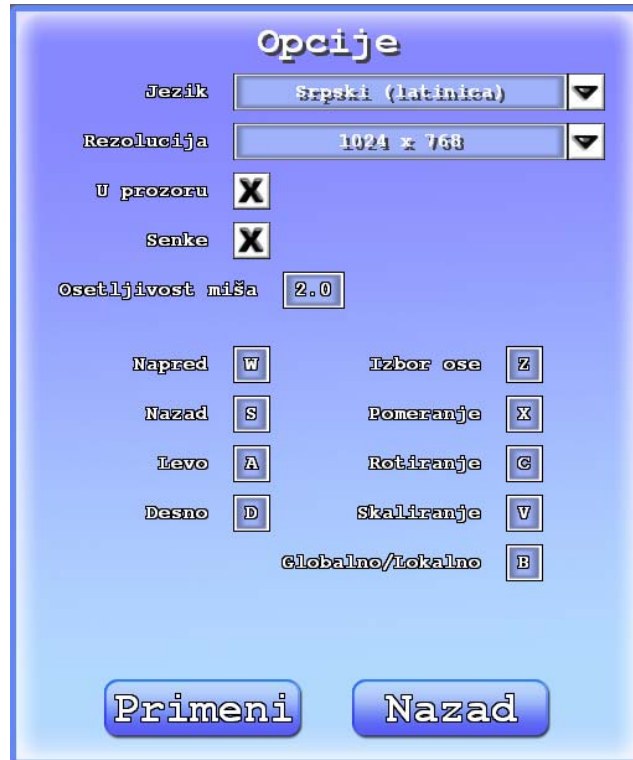 Opcije
Jezik Srpski (latinica)
Rezolucija 1024 x 768
U prozoru X
Senke X
Osetljivost miša 2.0
Napred W Izbor ose Z
Nazad S Pomeranje X
Levo A Rotiranje C
Desno D Skaliranje V
Globalno/Lokalno B
Primeni Nazad